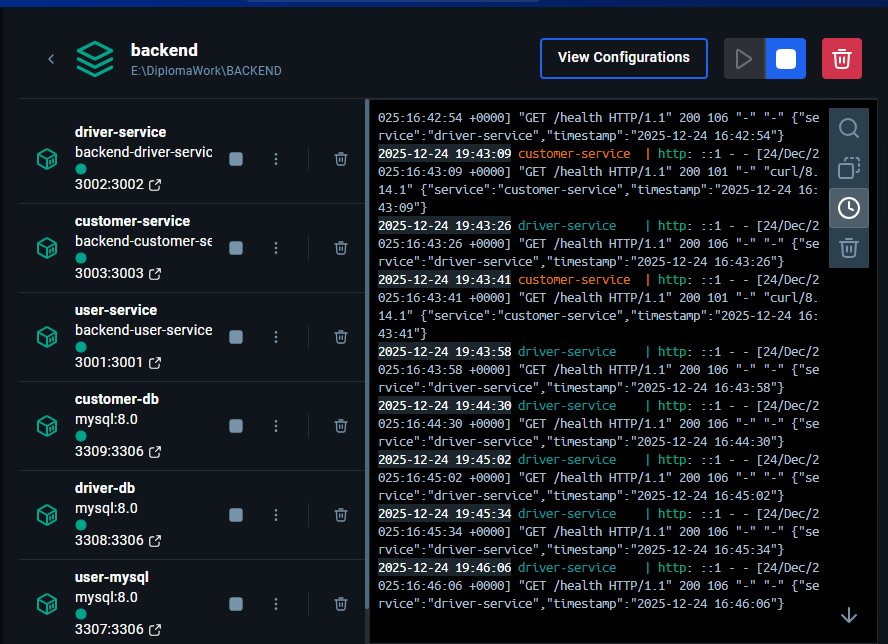 backend
E:\DiplomaWork\BACKEND
View Configurations
driver-service
backend-driver-servic
3002:3002
customer-service
backend-customer-se
3003:3003
user-service
backend-user-service
3001:3001
customer-db
mysql:8.0
3309:3306
driver-db
mysql:8.0
3308:3306
user-mysql
mysql:8.0
3307:3306
025:16:42:54 +0000] "GET /health HTTP/1.1" 200 106 "-" "-" {"se
rvice":"driver-service","timestamp":"2025-12-24 16:42:54"}
2025-12-24 19:43:09 customer-service | http: ::1 - - [24/Dec/2
025:16:43:09 +0000] "GET /health HTTP/1.1" 200 101 "-" "curl/8.
14.1" {"service":"customer-service","timestamp":"2025-12-24 16:
43:09"}
2025-12-24 19:43:26 driver-service | http: ::1 - - [24/Dec/2
025:16:43:26 +0000] "GET /health HTTP/1.1" 200 106 "-" "-" {"se
rvice":"driver-service","timestamp":"2025-12-24 16:43:26"}
2025-12-24 19:43:41 customer-service | http: ::1 - - [24/Dec/2
025:16:43:41 +0000] "GET /health HTTP/1.1" 200 101 "-" "curl/8.
14.1" {"service":"customer-service","timestamp":"2025-12-24 16:
43:41"}
2025-12-24 19:43:58 driver-service | http: ::1 - - [24/Dec/2
025:16:43:58 +0000] "GET /health HTTP/1.1" 200 106 "-" "-" {"se
rvice":"driver-service","timestamp":"2025-12-24 16:43:58"}
2025-12-24 19:44:30 driver-service | http: ::1 - - [24/Dec/2
025:16:44:30 +0000] "GET /health HTTP/1.1" 200 106 "-" "-" {"se
rvice":"driver-service","timestamp":"2025-12-24 16:44:30"}
2025-12-24 19:45:02 driver-service | http: ::1 - - [24/Dec/2
025:16:45:02 +0000] "GET /health HTTP/1.1" 200 106 "-" "-" {"se
rvice":"driver-service","timestamp":"2025-12-24 16:45:02"}
2025-12-24 19:45:34 driver-service | http: ::1 - - [24/Dec/2
025:16:45:34 +0000] "GET /health HTTP/1.1" 200 106 "-" "-" {"se
rvice":"driver-service","timestamp":"2025-12-24 16:45:34"}
2025-12-24 19:46:06 driver-service | http: ::1 - - [24/Dec/2
025:16:46:06 +0000] "GET /health HTTP/1.1" 200 106 "-" "-" {"se
rvice":"driver-service","timestamp":"2025-12-24 16:46:06"}